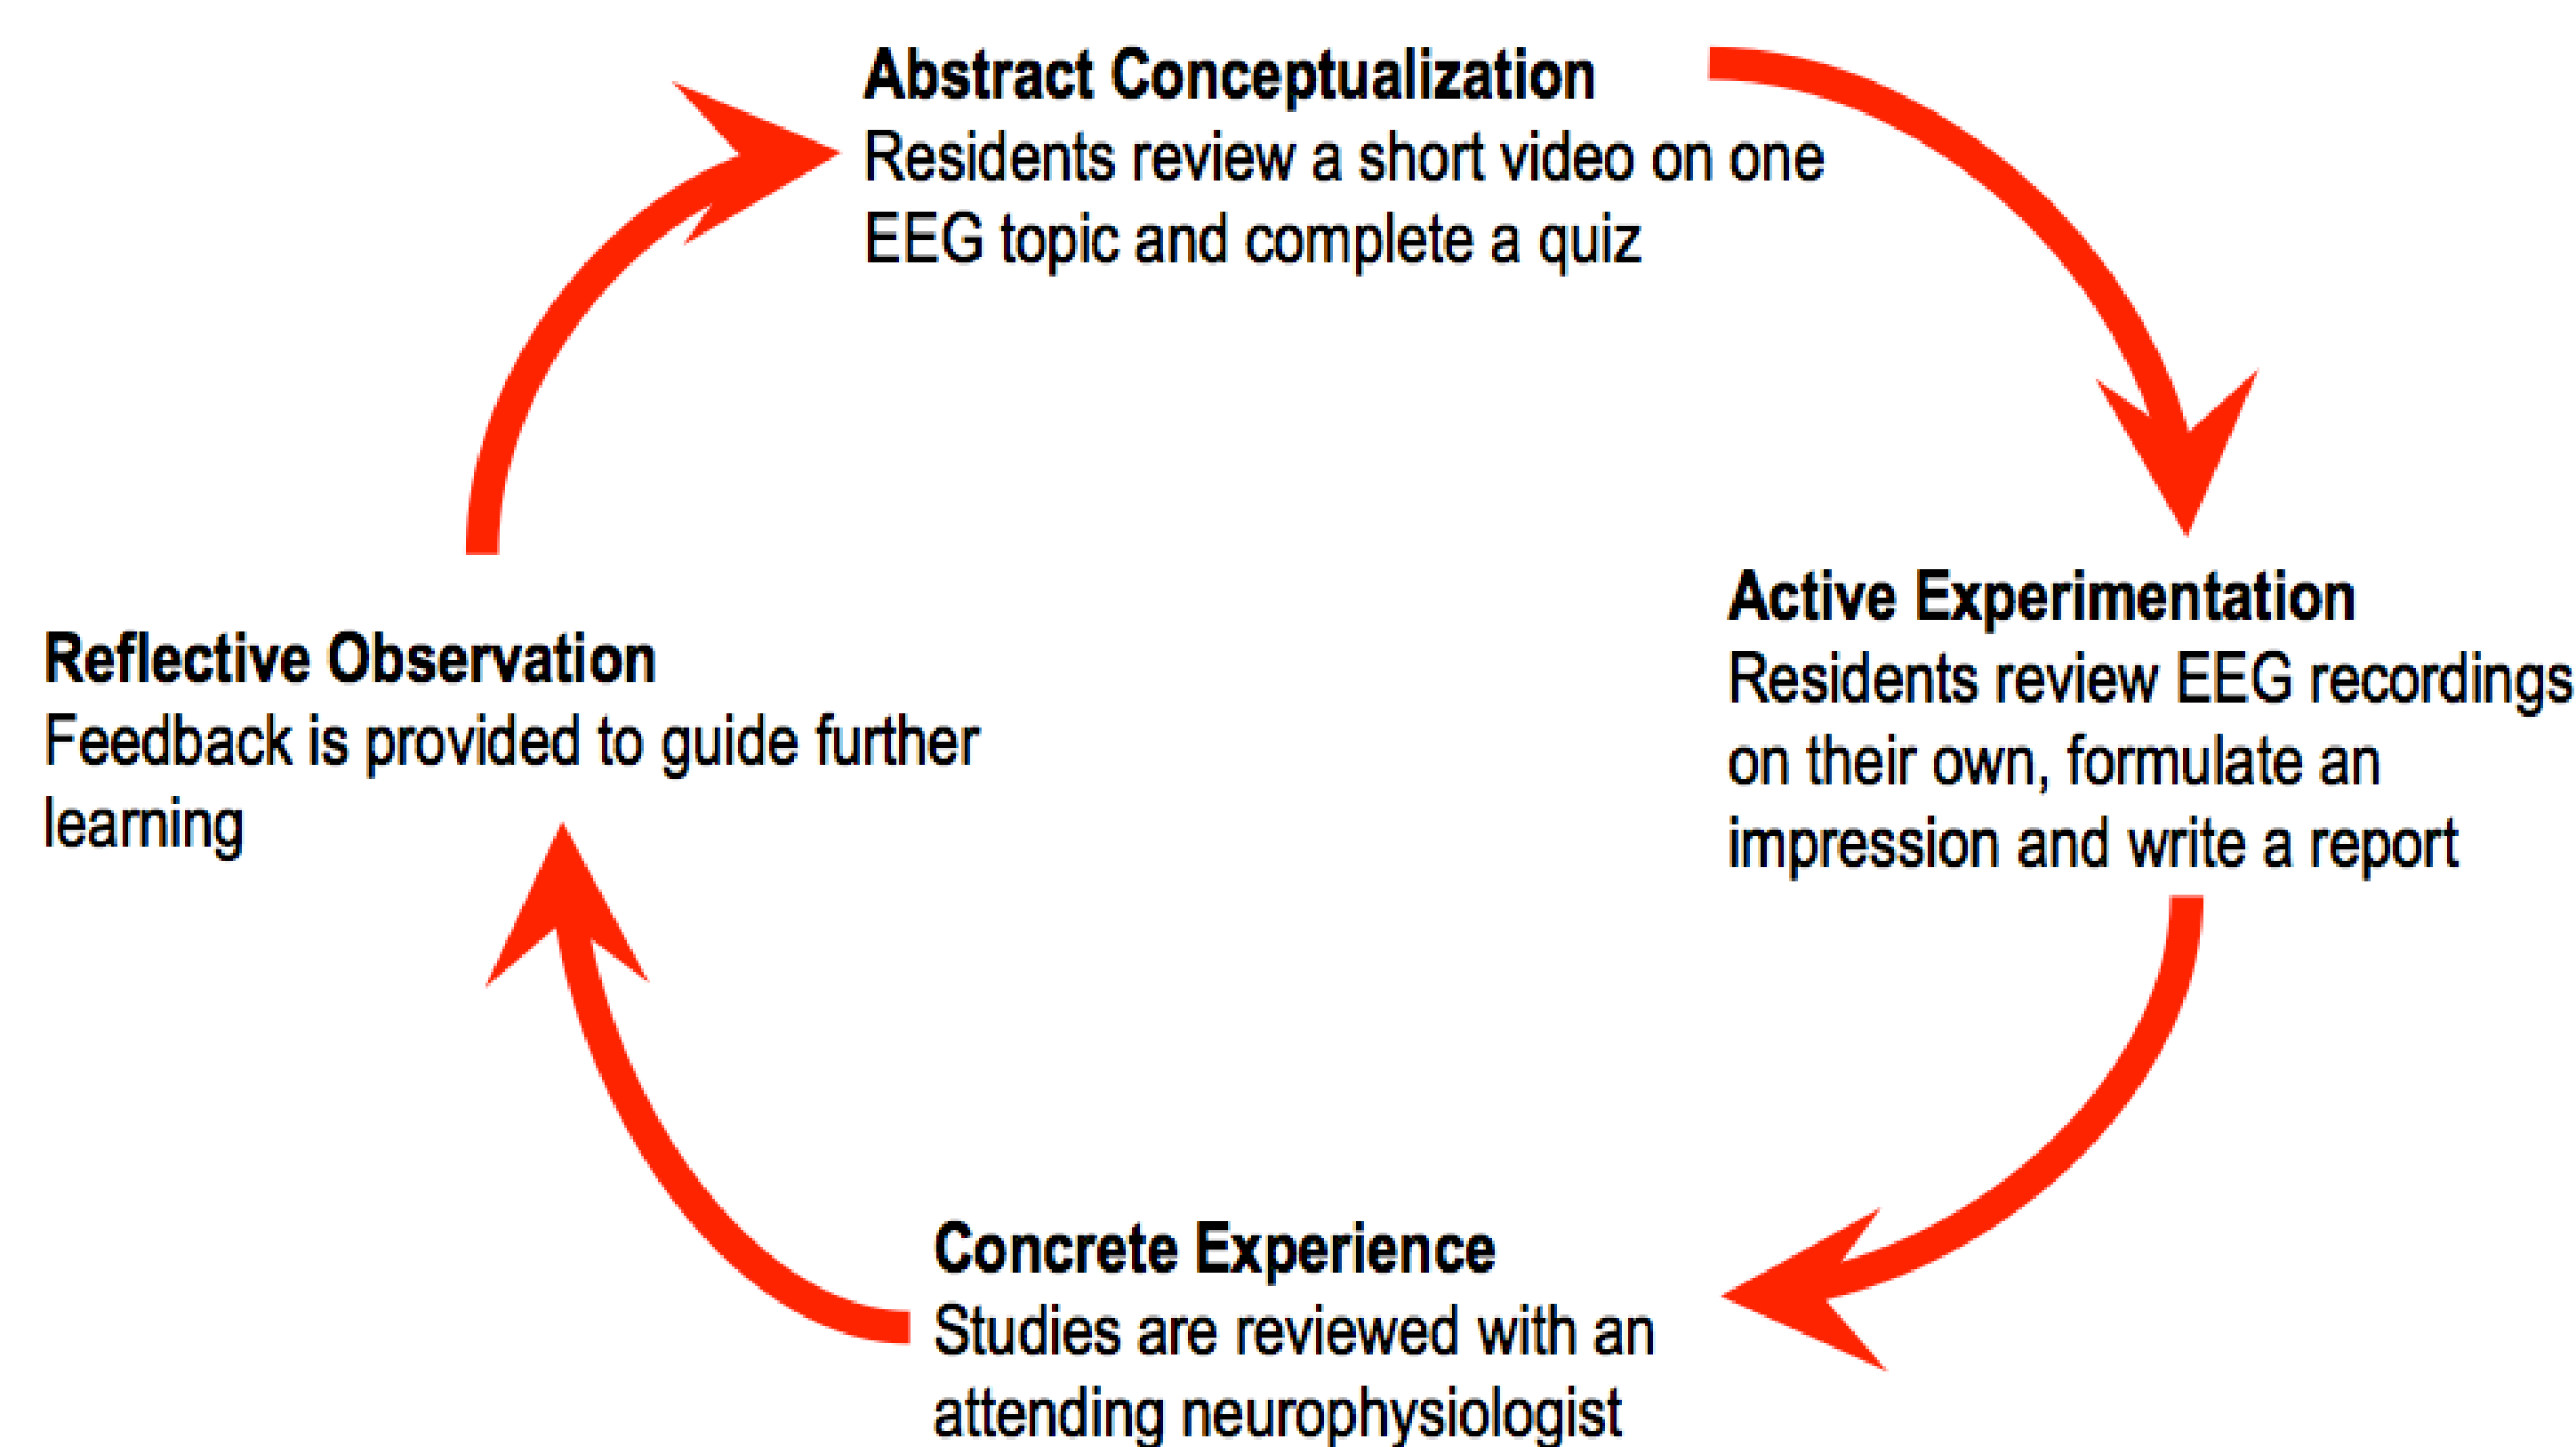 Abstract Conceptualization
Residents review a short video on one
EEG topic and complete a quiz
Active Experimentation
Residents review EEG recordings
on their own, formulate an
impression and write a report
Reflective Observation
Feedback is provided to guide further
learning
Concrete Experience
Studies are reviewed with an
attending neurophysiologist